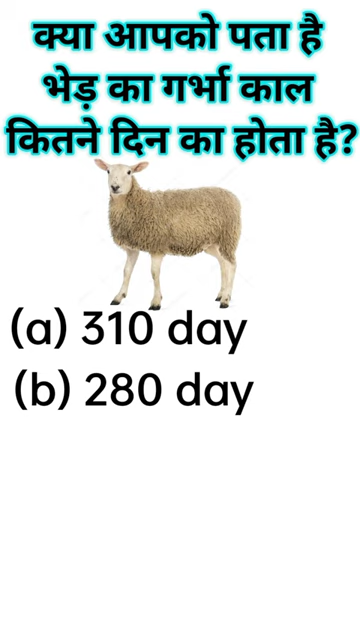 क्या आपको पता है
भेड़ का गर्भा काल
कितने दिन का होता है?
(a) 310 day
(b) 280 day